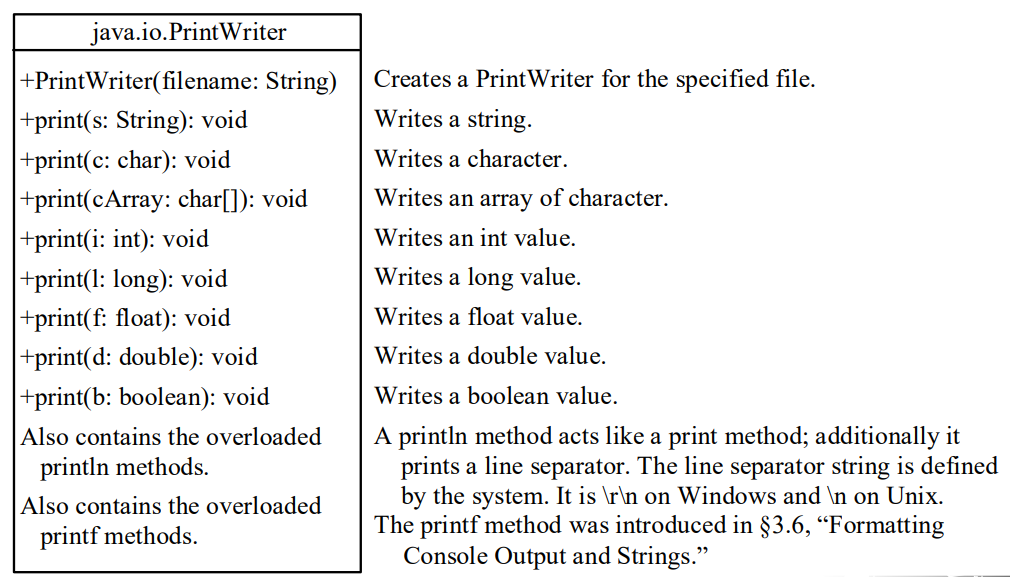 java.io.PrintWriter
+PrintWriter(filename: String) Creates a PrintWriter for the specified file.
+print(s: String): void Writes a string.
+print(c: char): void Writes a character.
+print(cArray: char[]): void Writes an array of character.
+print(i: int): void Writes an int value.
+print(l: long): void Writes a long value.
+print(f: float): void Writes a float value.
+print(d: double): void Writes a double value.
+print(b: boolean): void Writes a boolean value.
Also contains the overloaded
println methods.
A println method acts like a print method; additionally it
prints a line separator. The line separator string is defined
by the system. It is \r\n on Windows and \n on Unix.
Also contains the overloaded
printf methods.
The printf method was introduced in §3.6, “Formatting
Console Output and Strings.”